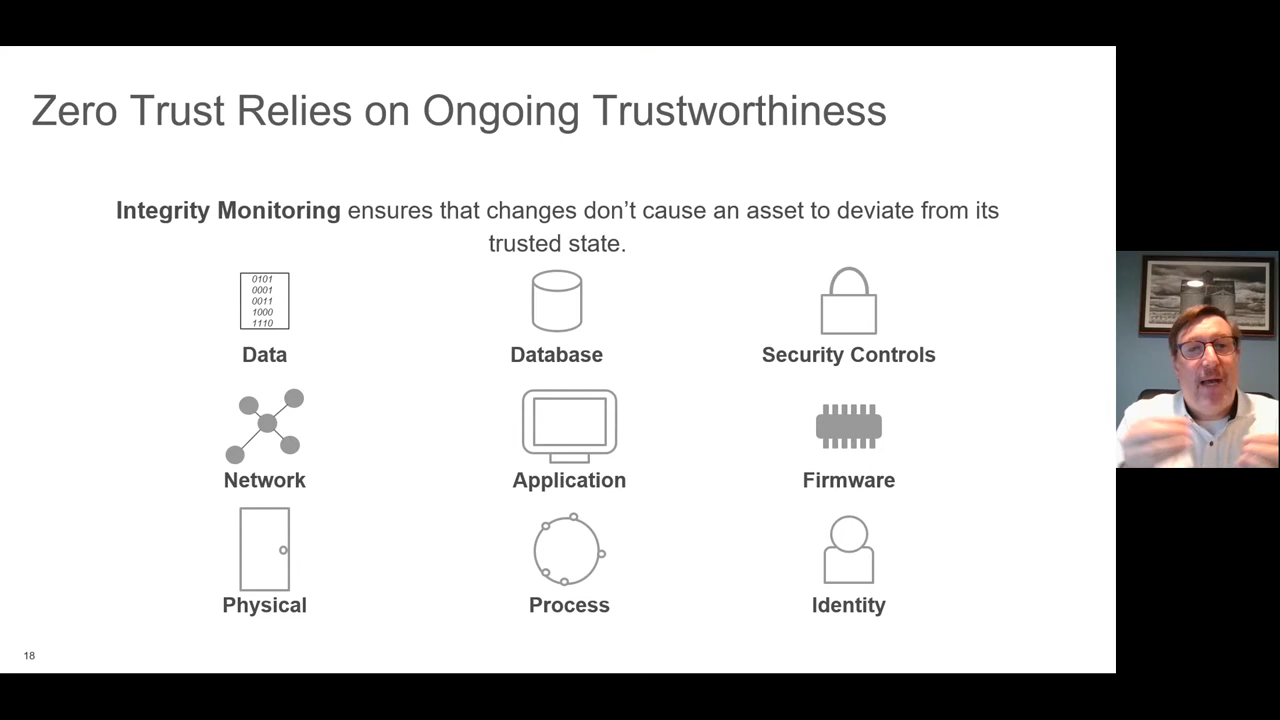 Zero Trust Relies on Ongoing Trustworthiness
Integrity Monitoring ensures that changes don’t cause an asset to deviate from its
trusted state.
0101
0001
0011
1000
1110
Data
Database
Security Controls
Network
Application
Firmware
Physical
Process
Identity
18